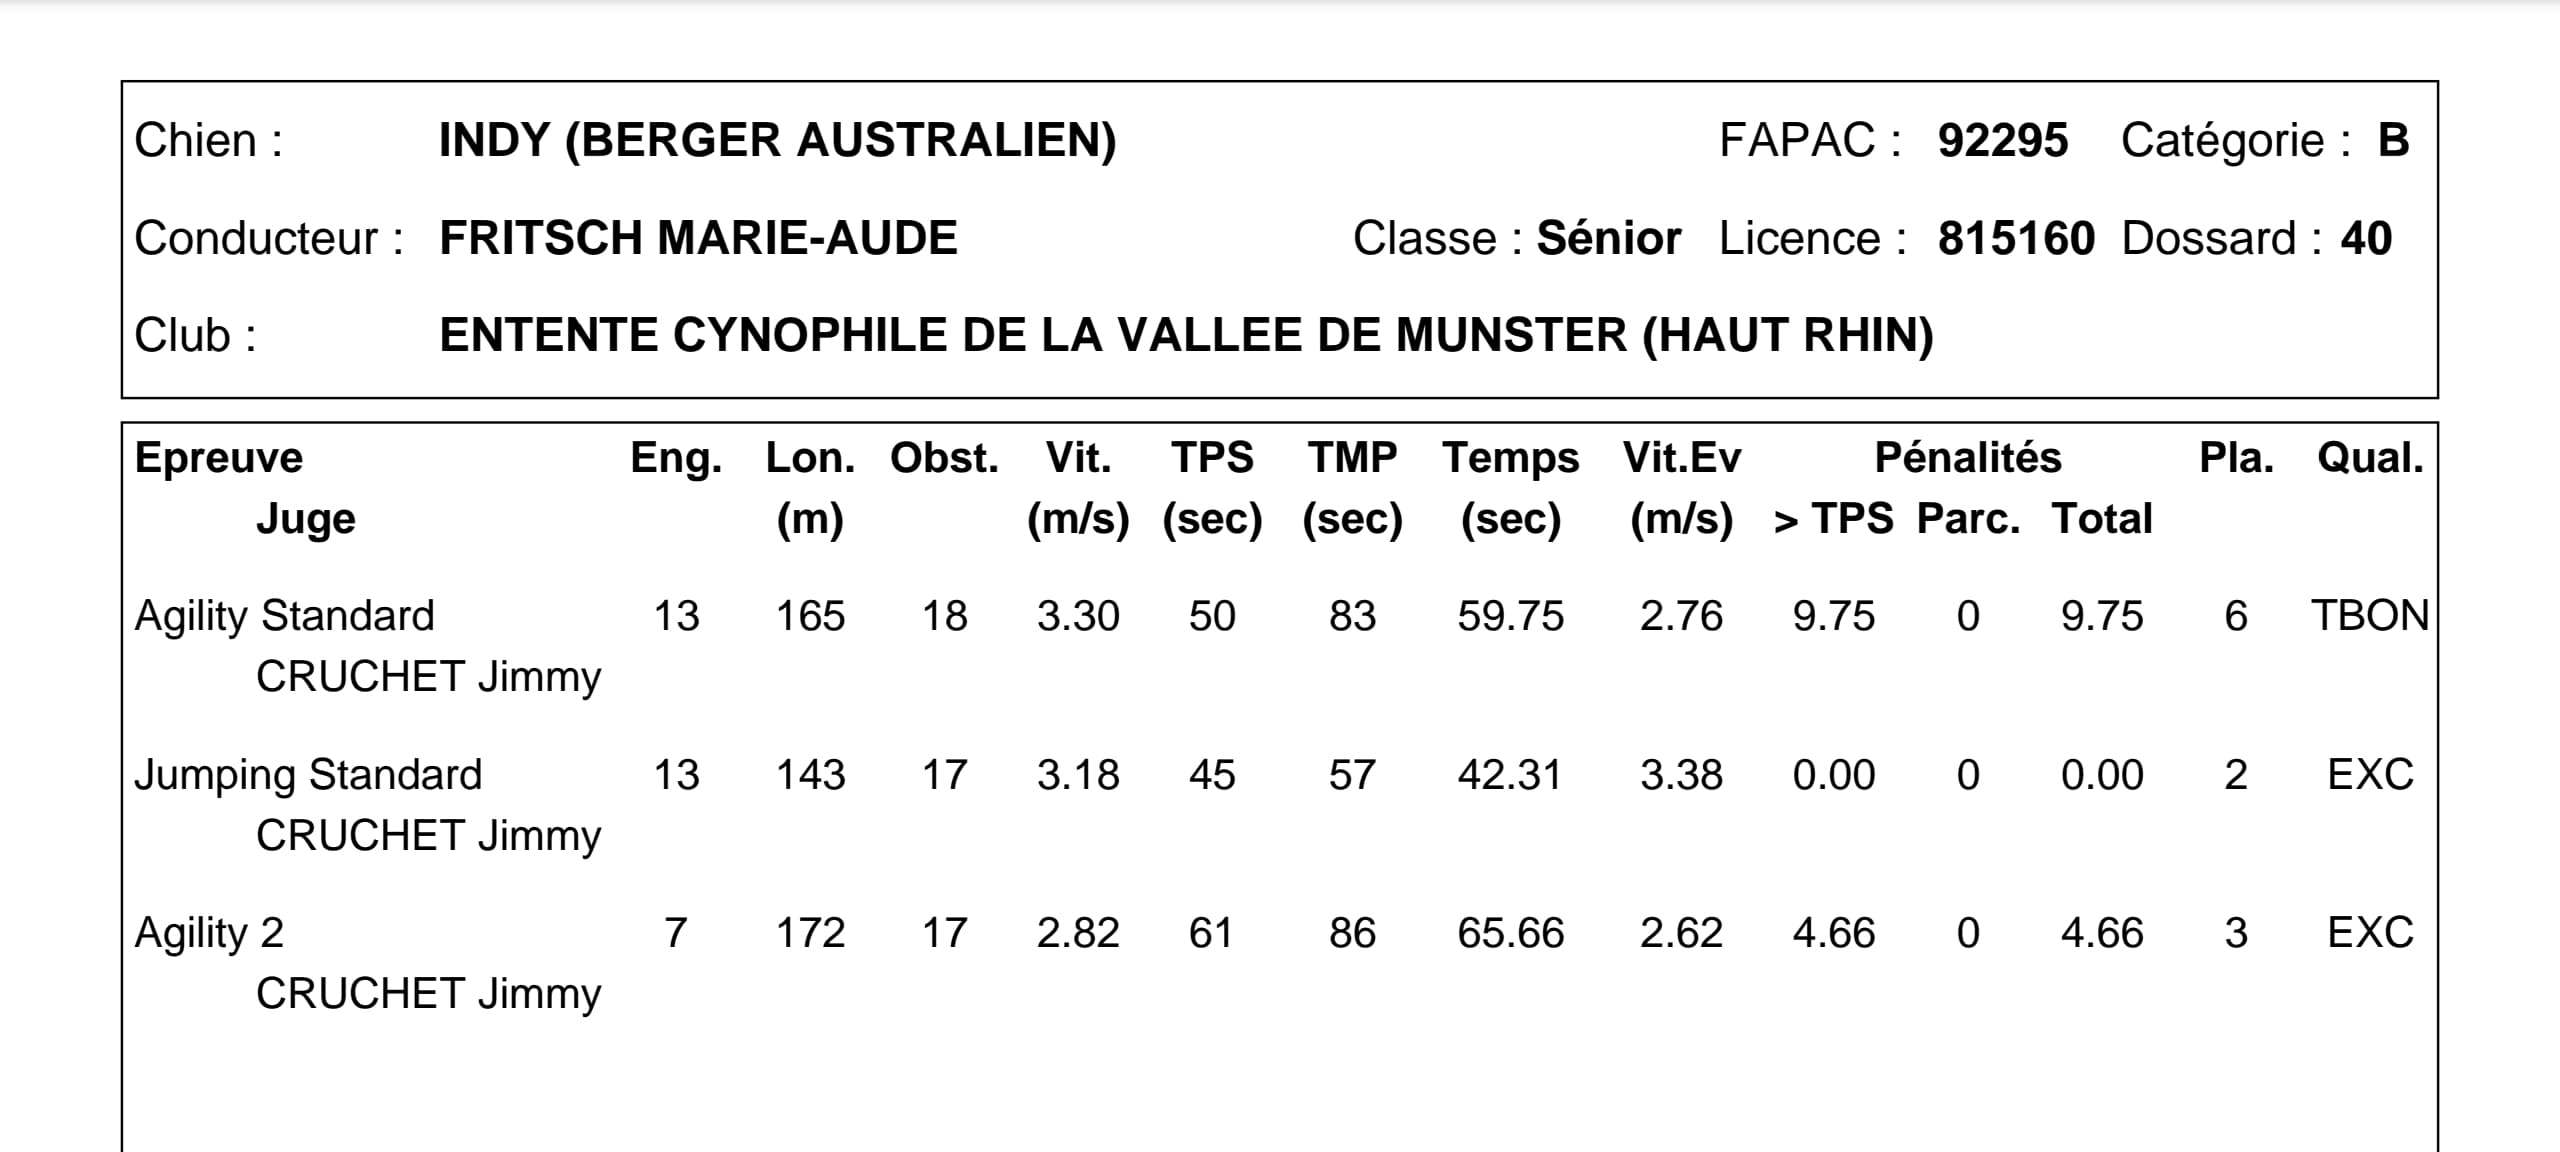 Chien : INDY (BERGER AUSTRALIEN) FAPAC : 92295 Catégorie : B
Conducteur : FRITSCH MARIE-AUDE Classe : Sénior Licence : 815160 Dossard : 40
Club : ENTENTE CYNOPHILE DE LA VALLEE DE MUNSTER (HAUT RHIN)
Epreuve Eng. Lon. Obst. Vit. TPS TMP Temps Vit.Ev Pénalités Pla. Qual.
Juge (m) (m/s) (sec) (sec) (sec) (m/s) > TPS Parc. Total
Agility Standard 13 165 18 3.30 50 83 59.75 2.76 9.75 0 9.75 6 TBON
CRUCHET Jimmy
Jumping Standard 13 143 17 3.18 45 57 42.31 3.38 0.00 0 0.00 2 EXC
CRUCHET Jimmy
Agility 2 7 172 17 2.82 61 86 65.66 2.62 4.66 0 4.66 3 EXC
CRUCHET Jimmy